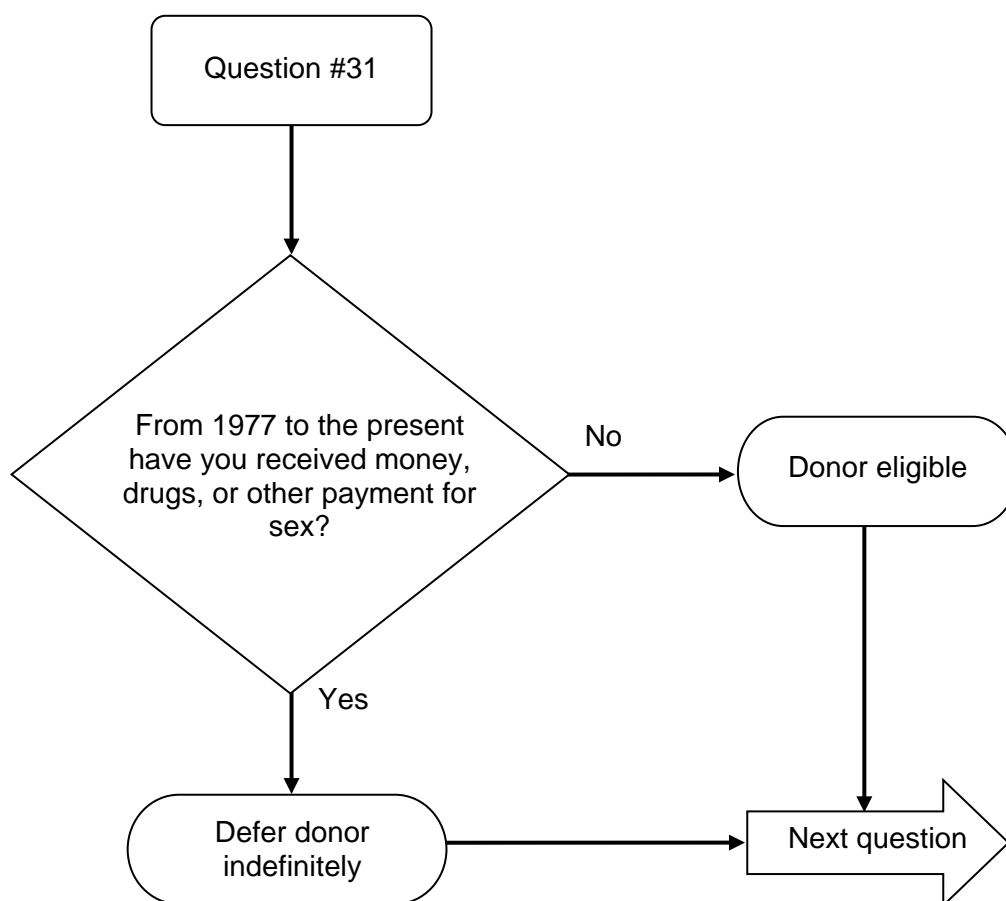 Question #31
From 1977 to the present
have you received money,
drugs, or other payment for
sex?
No
Donor eligible
Yes
Defer donor
indefinitely
Next question